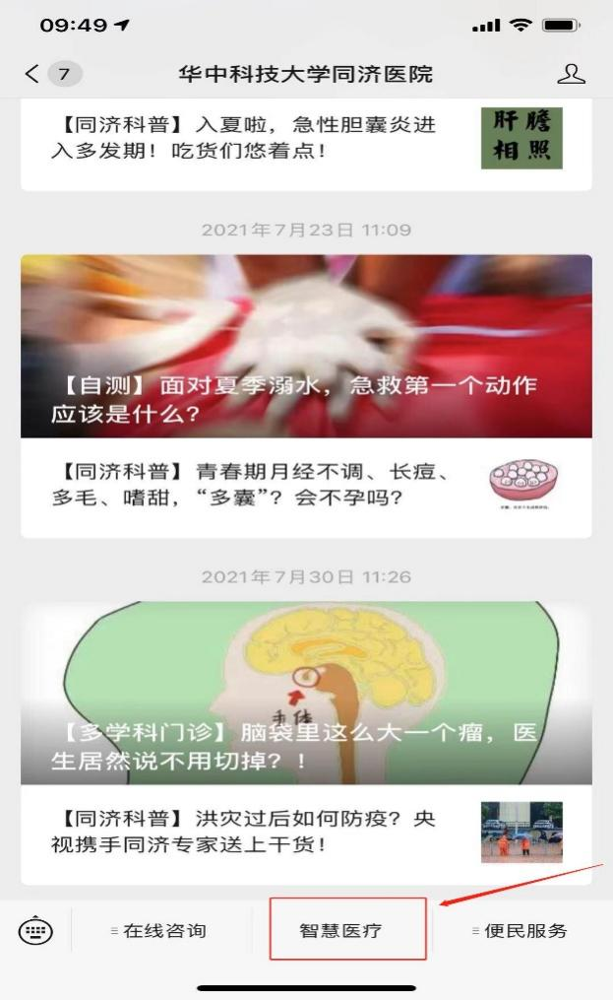 09:49
7
华中科技大学同济医院
【同济科普】入夏啦，急性胆囊炎进
入多发期！吃货们悠着点！
肝膽
相照
2021年7月23日 11:09
【自测】面对夏季溺水，急救第一个动作
应该是什么？
【同济科普】青春期月经不调、长痘、
多毛、嗜甜，“多囊”？会不孕吗？
2021年7月30日 11:26
垂体
【多学科门诊】脑袋里这么大一个瘤，医
生居然说不用切掉？！
【同济科普】洪灾过后如何防疫？央
视携手同济专家送上干货！
在线咨询
智慧医疗
便民服务